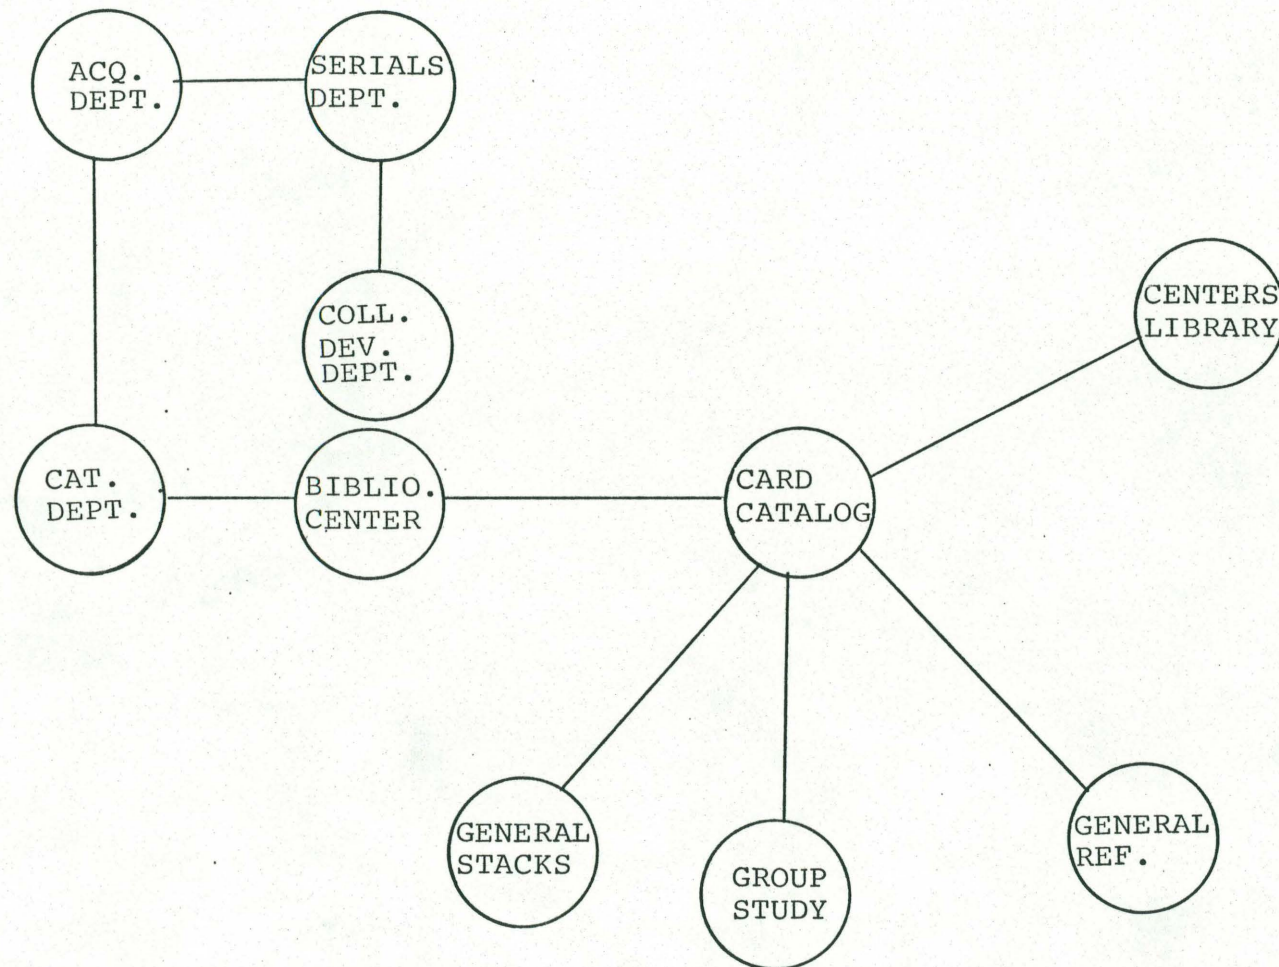 ACQ.
DEPT.
SERIALS
DEPT.
COLL.
DEV.
DEPT.
CENTERS
LIBRARY
CAT.
DEPT.
BIBLIO.
CENTER
CARD
CATALOG
GENERAL
STACKS
GROUP
STUDY
GENERAL
REF.